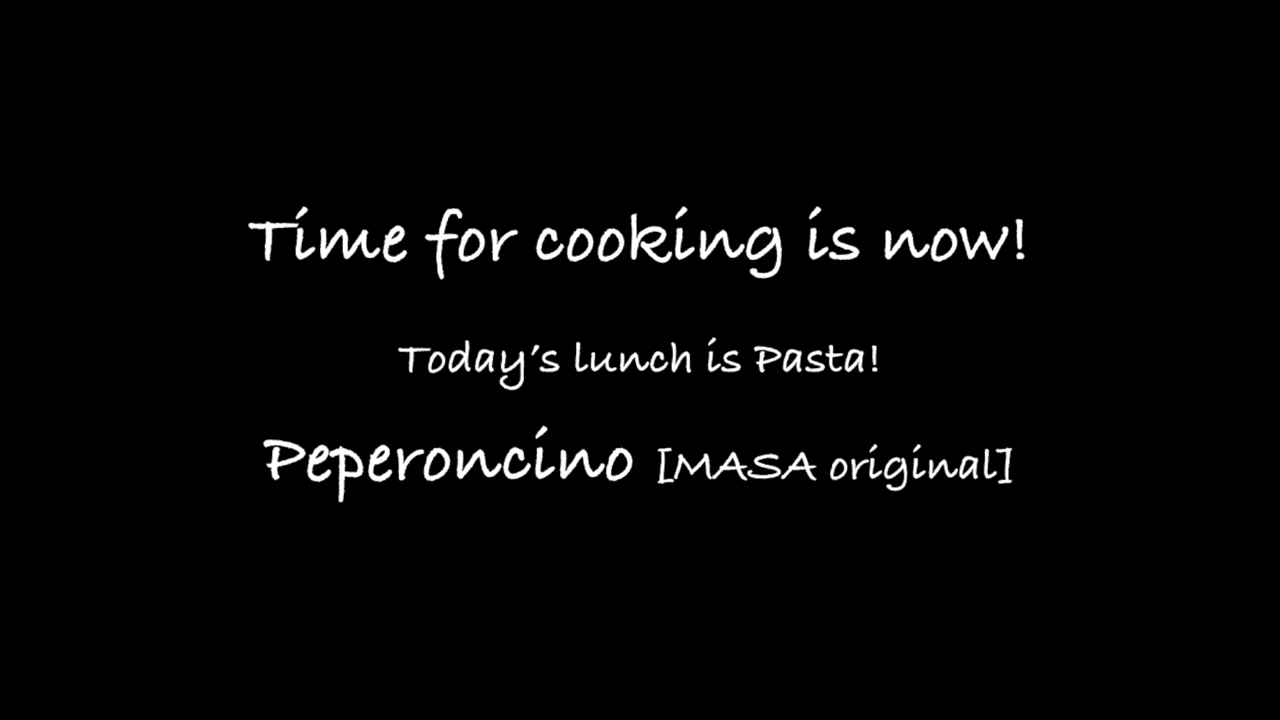 Time for cooking is now!
Today's lunch is Pasta!
Peperoncino [MASA original]